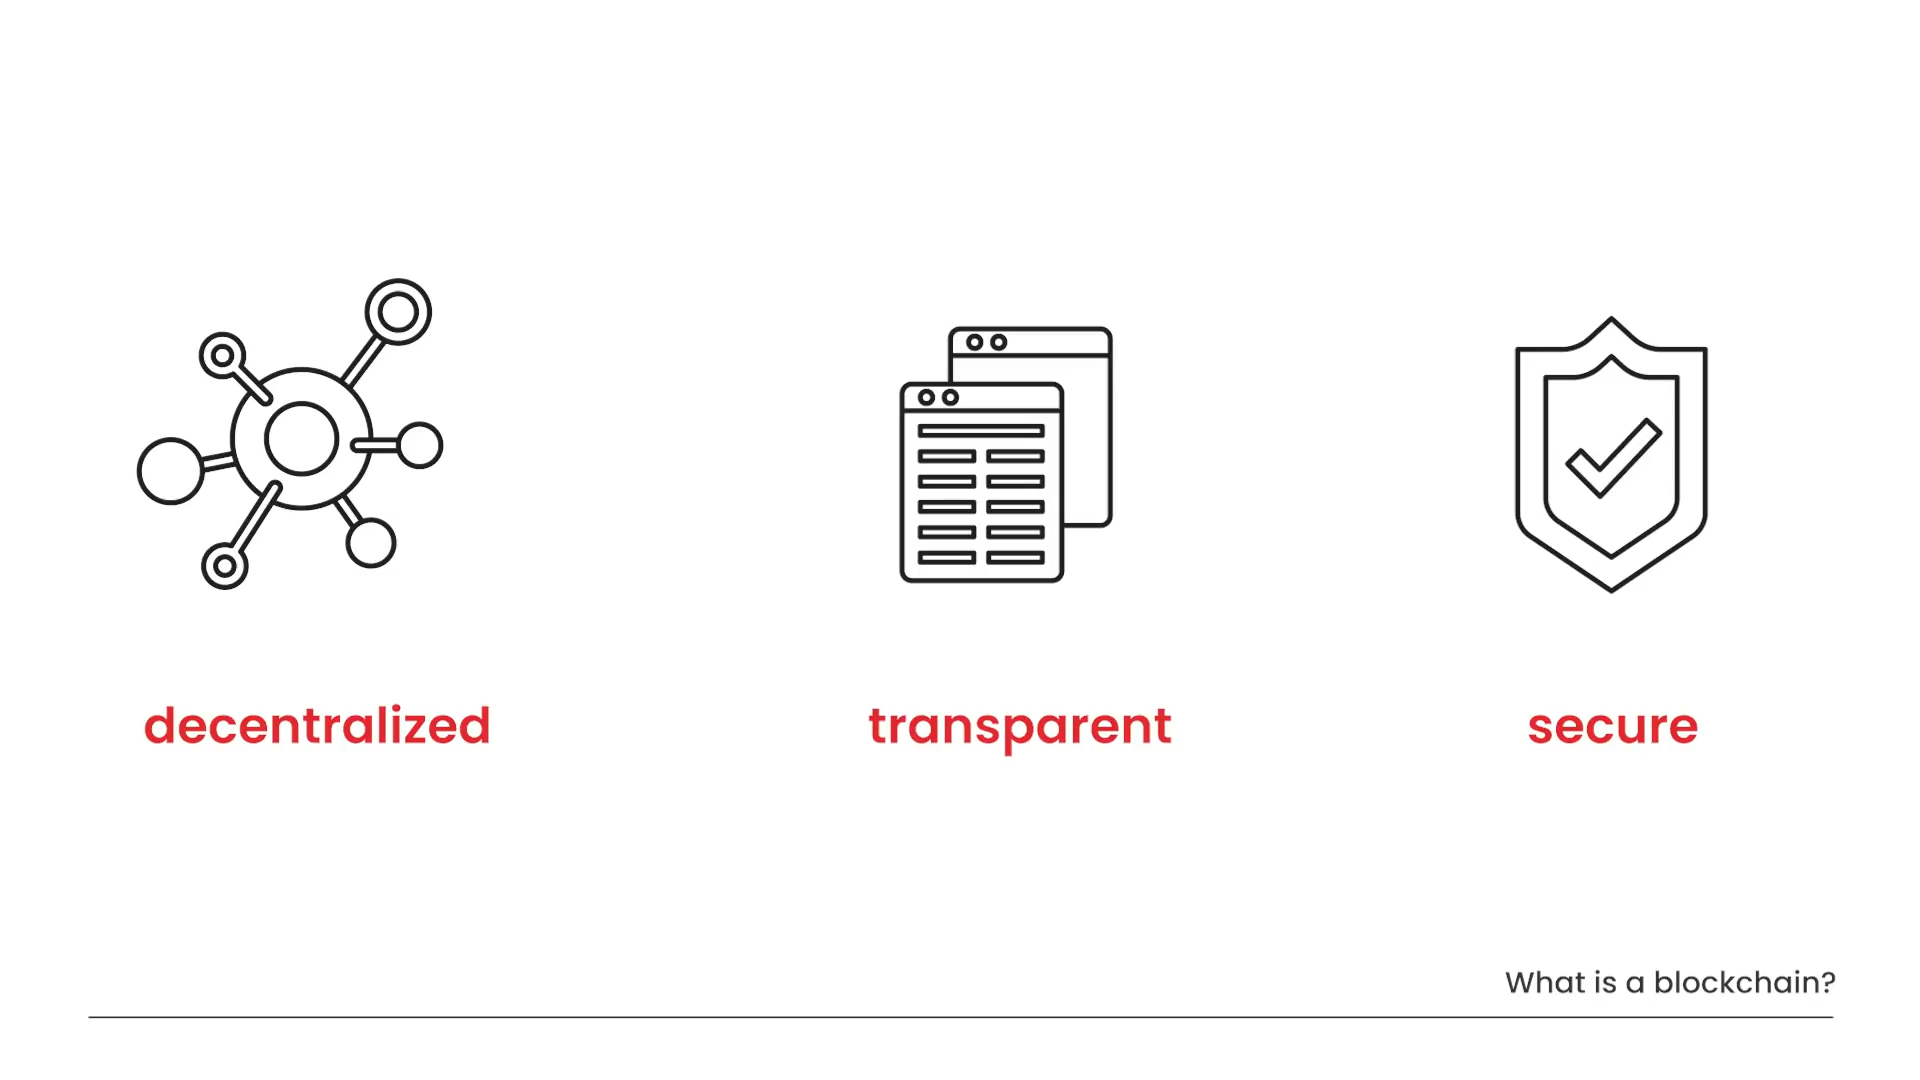 decentralized
transparent
secure
What is a blockchain?